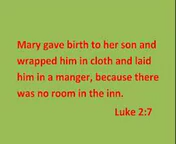 Mary gave birth to her son and
wrapped him in cloth and laid
him in a manger, because there
was no room in the inn.
Luke 2:7